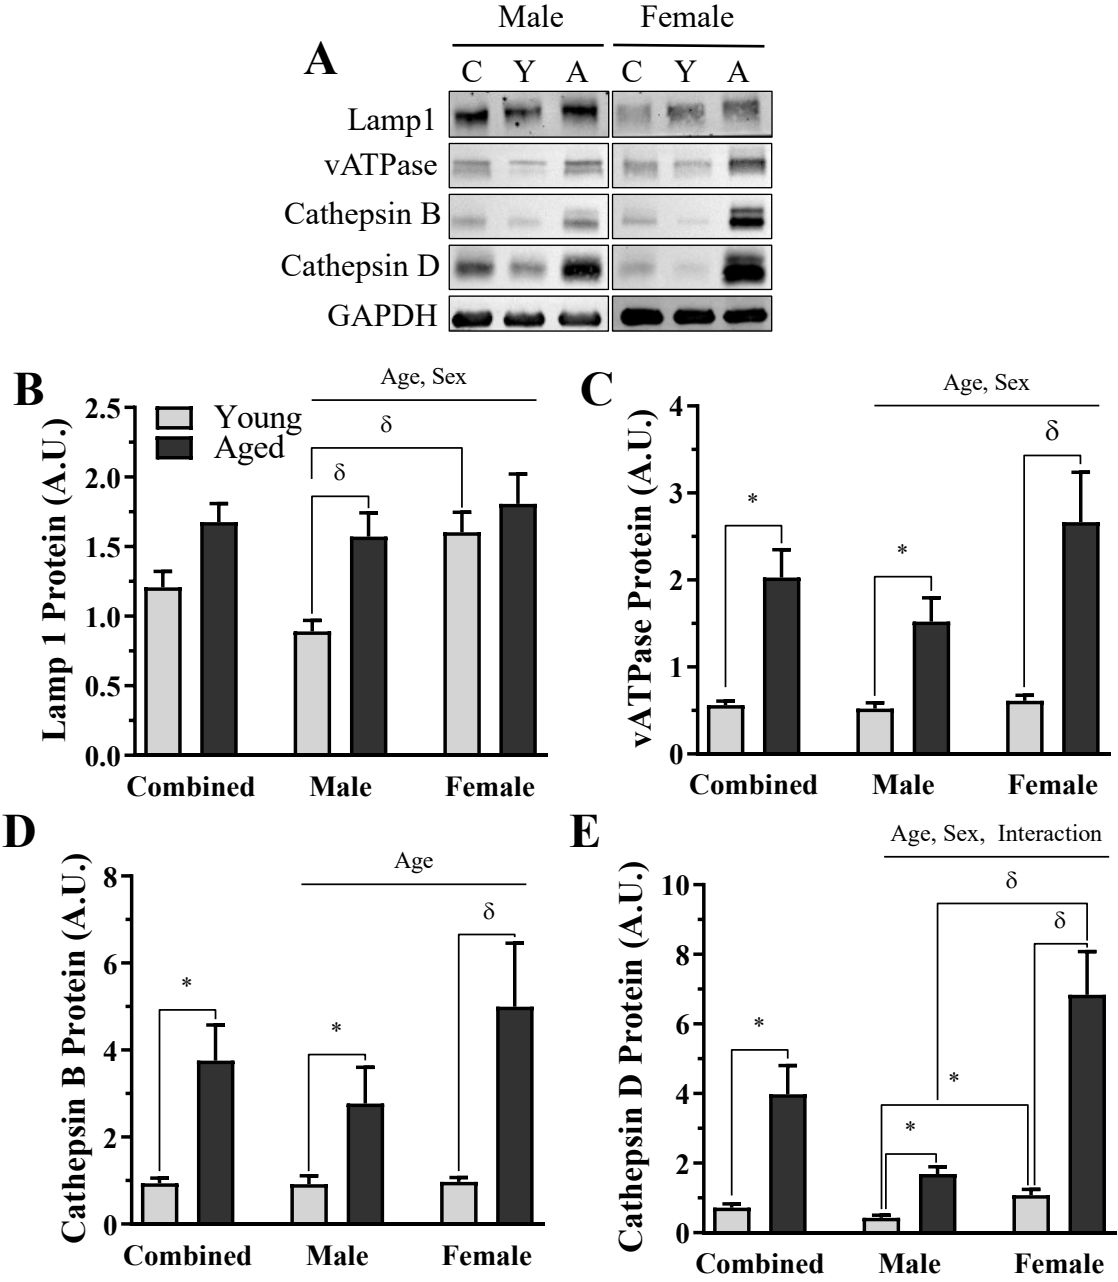 Male Female
A
C Y A C Y A
Lamp1
vATPase
Cathepsin B
Cathepsin D
GAPDH
B
Age, Sex
δ
δ
Young
Aged
Lamp 1 Protein (A.U.)
2.5
2.0
1.5
1.0
0.5
0.0
Combined Male Female
C
Age, Sex
δ
*
*
vATPase Protein (A.U.)
4
3
2
1
0
Combined Male Female
D
Age
δ
*
*
Cathepsin B Protein (A.U.)
8
6
4
2
0
Combined Male Female
E
Age, Sex, Interaction
δ
δ
*
*
*
Cathepsin D Protein (A.U.)
10
8
6
4
2
0
Combined Male Female